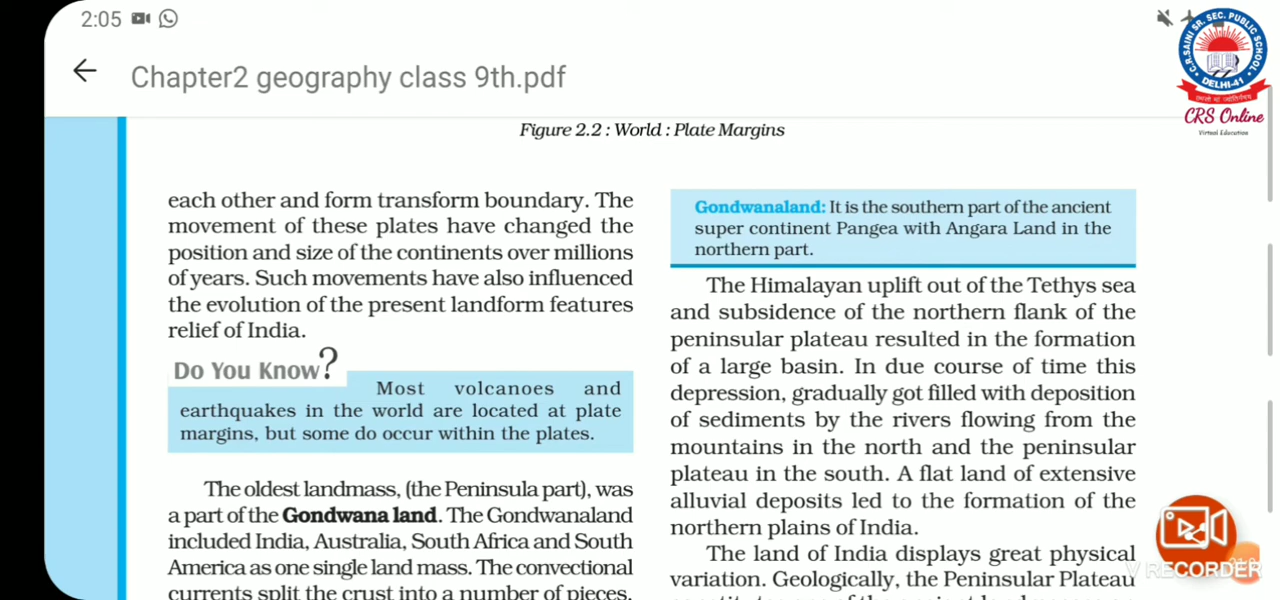 2:05
Chapter2 geography class 9th.pdf
C.R.SAINI SR. SEC. PUBLIC SCHOOL
DELHI-41
CRS Online
Virtual Education
Figure 2.2 : World : Plate Margins
each other and form transform boundary. The
movement of these plates have changed the
position and size of the continents over millions
of years. Such movements have also influenced
the evolution of the present landform features
relief of India.
Do You Know?
Most volcanoes and
earthquakes in the world are located at plate
margins, but some do occur within the plates.
The oldest landmass, (the Peninsula part), was
a part of the Gondwana land. The Gondwanaland
included India, Australia, South Africa and South
America as one single land mass. The convectional
currents split the crust into a number of pieces,
Gondwanaland: It is the southern part of the ancient
super continent Pangea with Angara Land in the
northern part.
The Himalayan uplift out of the Tethys sea
and subsidence of the northern flank of the
peninsular plateau resulted in the formation
of a large basin. In due course of time this
depression, gradually got filled with deposition
of sediments by the rivers flowing from the
mountains in the north and the peninsular
plateau in the south. A flat land of extensive
alluvial deposits led to the formation of the
northern plains of India.
The land of India displays great physical
variation. Geologically, the Peninsular Plateau
V RECORDER